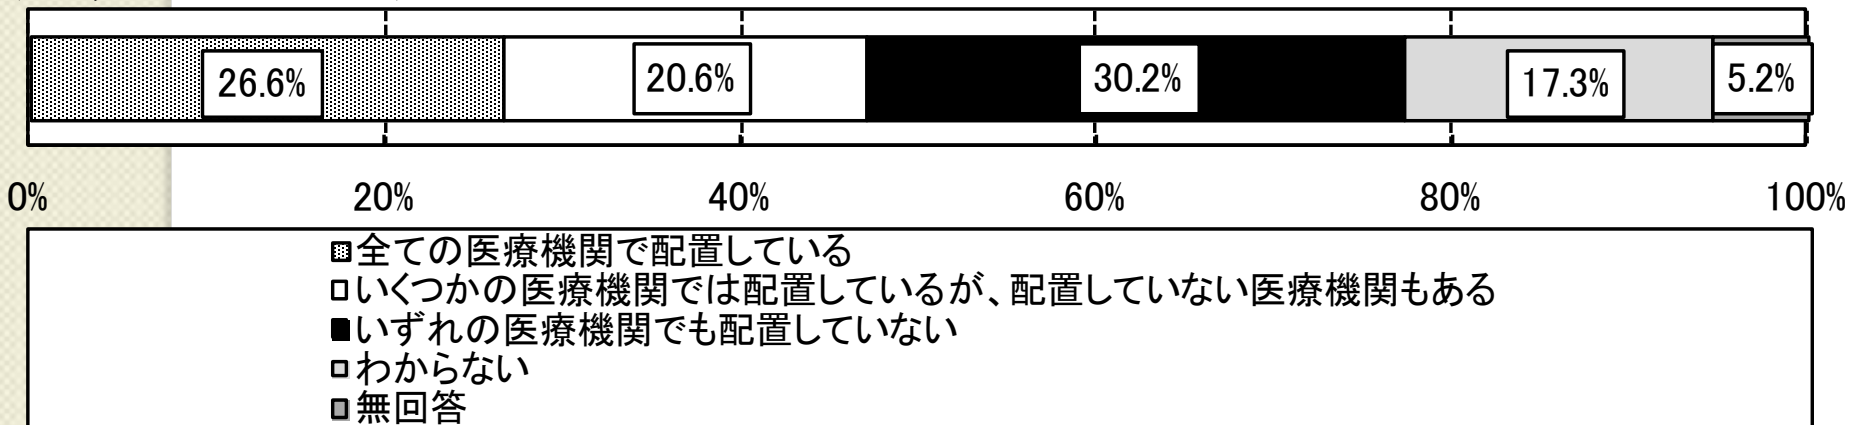 26.6% 20.6% 30.2% 17.3% 5.2%
0% 20% 40% 60% 80% 100%
全ての医療機関で配置している
いくつかの医療機関では配置しているが、配置していない医療機関もある
いずれの医療機関でも配置していない
わからない
無回答